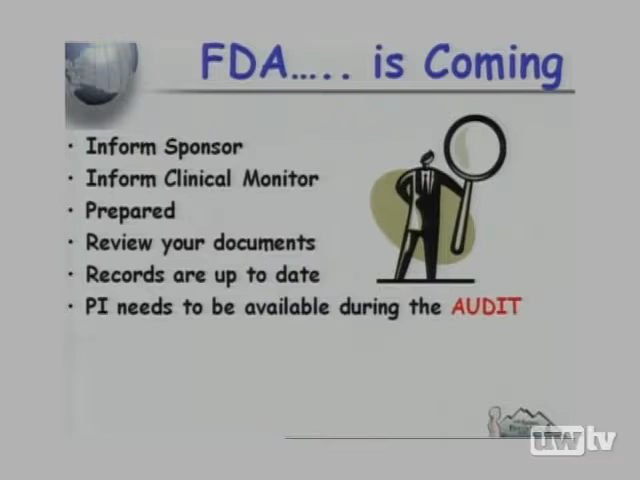 FDA….. is Coming
· Inform Sponsor
· Inform Clinical Monitor
· Prepared
· Review your documents
· Records are up to date
· PI needs to be available during the AUDIT
uwtv